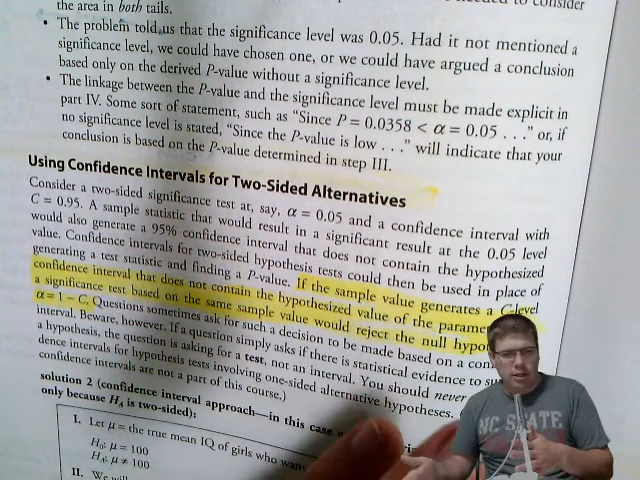 the area in both tails.
to consider
• The problem told us that the significance level was 0.05. Had it not mentioned a
significance level, we could have chosen one, or we could have argued a conclusion
based only on the derived P-value without a significance level.
• The linkage between the P-value and the significance level must be made explicit in
part IV. Some sort of statement, such as “Since P = 0.0358 < α = 0.05 . . .” or, if
no significance level is stated, “Since the P-value is low . . .” will indicate that your
conclusion is based on the P-value determined in step III.
Using Confidence Intervals for Two-Sided Alternatives
Consider a two-sided significance test at, say, α = 0.05 and a confidence interval with
C = 0.95. A sample statistic that would result in a significant result at the 0.05 level
would also generate a 95% confidence interval that does not contain the hypothesized
value. Confidence intervals for two-sided hypothesis tests could then be used in place of
generating a test statistic and finding a P-value. If the sample value generates a C-level
confidence interval that does not contain the hypothesized value of the parame
a significance test based on the same sample value would reject the null hypo
α = 1 – C. Questions sometimes ask for such a decision to be made based on a con
interval. Beware, however. If a question simply asks if there is statistical evidence to su
a hypothesis, the question is asking for a test, not an interval. You should never
dence intervals for hypothesis tests involving one-sided alternative hypotheses.
confidence intervals are not a part of this course.)
solution 2 (confidence interval approach—in this case
only because HA is two-sided):
I. Let μ = the true mean IQ of girls who wan
H0: μ = 100
HA: μ ≠ 100
II. We will
NC STATE